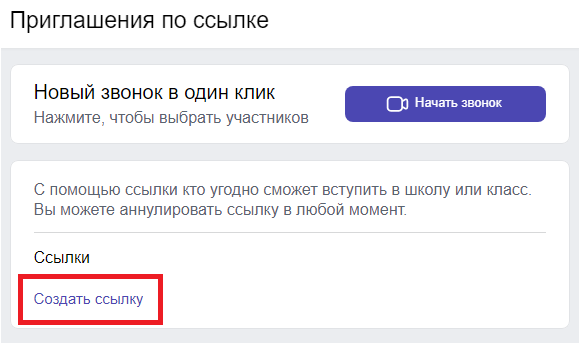 Приглашения по ссылке
Новый звонок в один клик
Нажмите, чтобы выбрать участников
Начать звонок
С помощью ссылки кто угодно сможет вступить в школу или класс.
Вы можете аннулировать ссылку в любой момент.
Ссылки
Создать ссылку